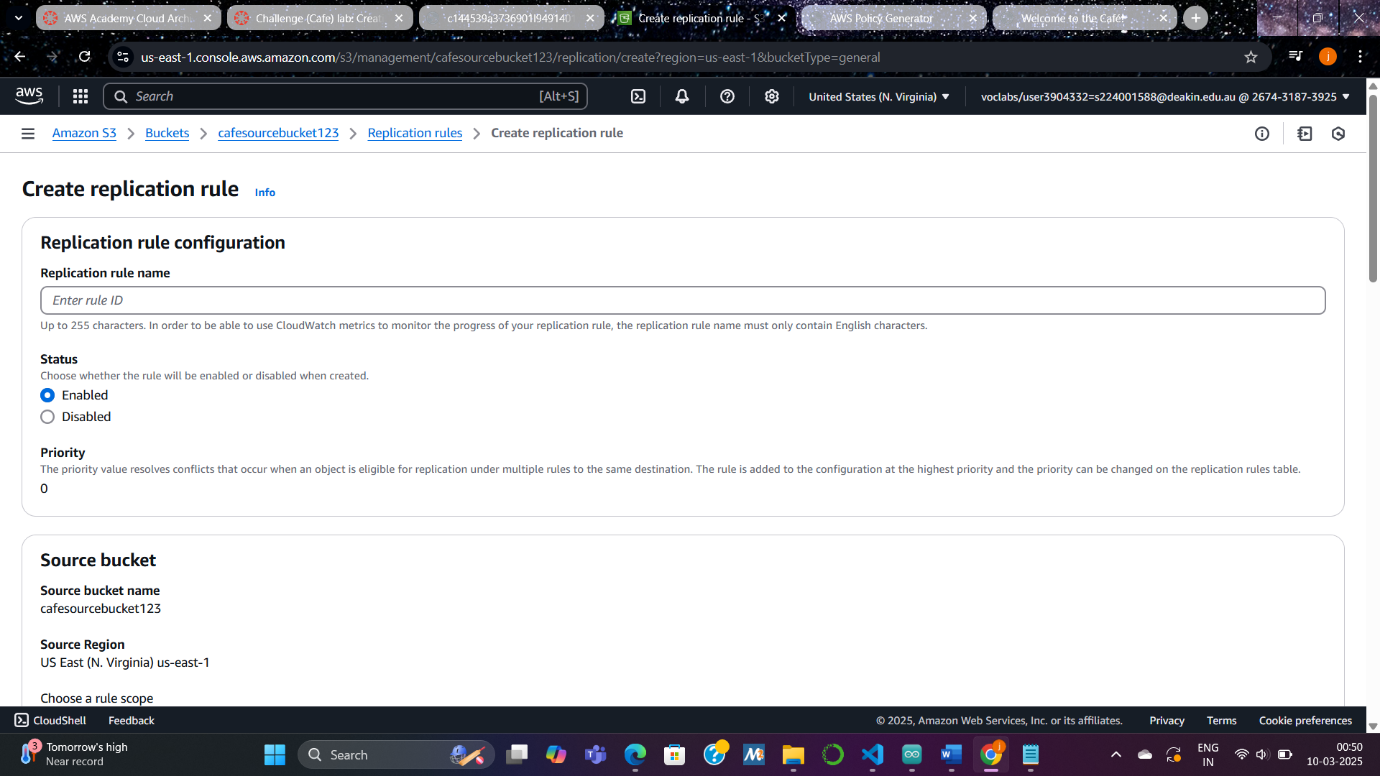 AWS Academy Cloud Arch
Challenge (Cafe) lab: Crea
c144539a3736901l949140
Create replication rule - S
AWS Policy Generator
Welcome to the Café!
us-east-1.console.aws.amazon.com/s3/management/cafesourcebucket123/replication/create?region=us-east-1&bucketType=general
j
aws
Search
[Alt+S]
United States (N. Virginia)
voclabs/user3904332=s224001588@deakin.edu.au @ 2674-3187-3925
Amazon S3 > Buckets > cafesourcebucket123 > Replication rules > Create replication rule
Create replication rule Info
Replication rule configuration
Replication rule name
Enter rule ID
Up to 255 characters. In order to be able to use CloudWatch metrics to monitor the progress of your replication rule, the replication rule name must only contain English characters.
Status
Choose whether the rule will be enabled or disabled when created.
Enabled
Disabled
Priority
The priority value resolves conflicts that occur when an object is eligible for replication under multiple rules to the same destination. The rule is added to the configuration at the highest priority and the priority can be changed on the replication rules table.
0
Source bucket
Source bucket name
cafesourcebucket123
Source Region
US East (N. Virginia) us-east-1
Choose a rule scope
CloudShell Feedback
© 2025, Amazon Web Services, Inc. or its affiliates. Privacy Terms Cookie preferences
3
Tomorrow's high
Near record
Search
ENG
IN
00:50
10-03-2025